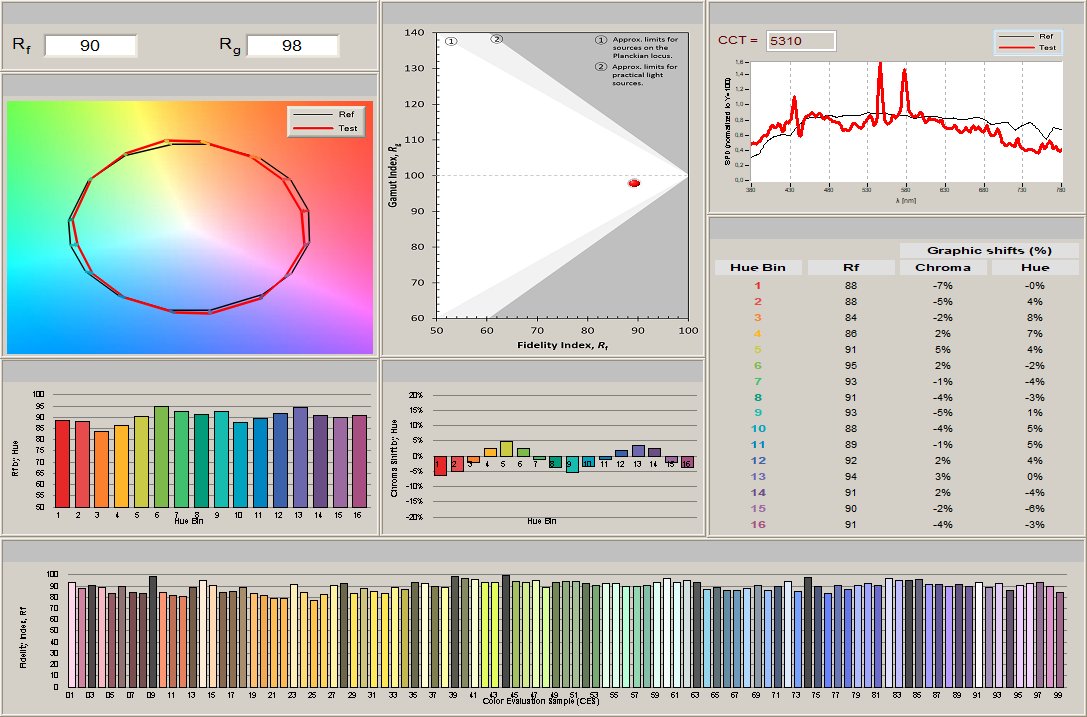 Rf 90 Rg 98
Ref
Test
140
130
120
110
100
90
80
70
60
50 60 70 80 90 100
Gamut Index, Rg
Fidelity Index, Rf
1 2
1 Approx. limits for
sources on the
Planckian locus.
2 Approx. limits for
practical light
sources.
CCT = 5310
Ref
Test
1,6
1,4
1,2
1,0
0,8
0,6
0,4
0,2
0,0
380 430 480 530 580 630 680 730 780
SPD (normalized to Y=100)
λ [nm]
Graphic shifts (%)
Hue Bin Rf Chroma Hue
1 88 -7% -0%
2 88 -5% 4%
3 84 -2% 8%
4 86 2% 7%
5 91 5% 4%
6 95 2% -2%
7 93 -1% -4%
8 91 -4% -3%
9 93 -5% 1%
10 88 -4% 5%
11 89 -1% 5%
12 92 2% 4%
13 94 3% 0%
14 91 2% -4%
15 90 -2% -6%
16 91 -4% -3%
100
95
90
85
80
75
70
65
60
55
50
Rf by Hue
1 2 3 4 5 6 7 8 9 10 11 12 13 14 15 16
Hue Bin
20%
15%
10%
5%
0%
-5%
-10%
-15%
-20%
Chroma Shift by Hue
1 2 3 4 5 6 7 8 9 10 11 12 13 14 15 16
Hue Bin
100
90
80
70
60
50
40
30
20
10
0
Fidelity Index, Rf
01 03 05 07 09 11 13 15 17 19 21 23 25 27 29 31 33 35 37 39 41 43 45 47 49 51 53 55 57 59 61 63 65 67 69 71 73 75 77 79 81 83 85 87 89 91 93 95 97 99
Color Evaluation Sample (CES)